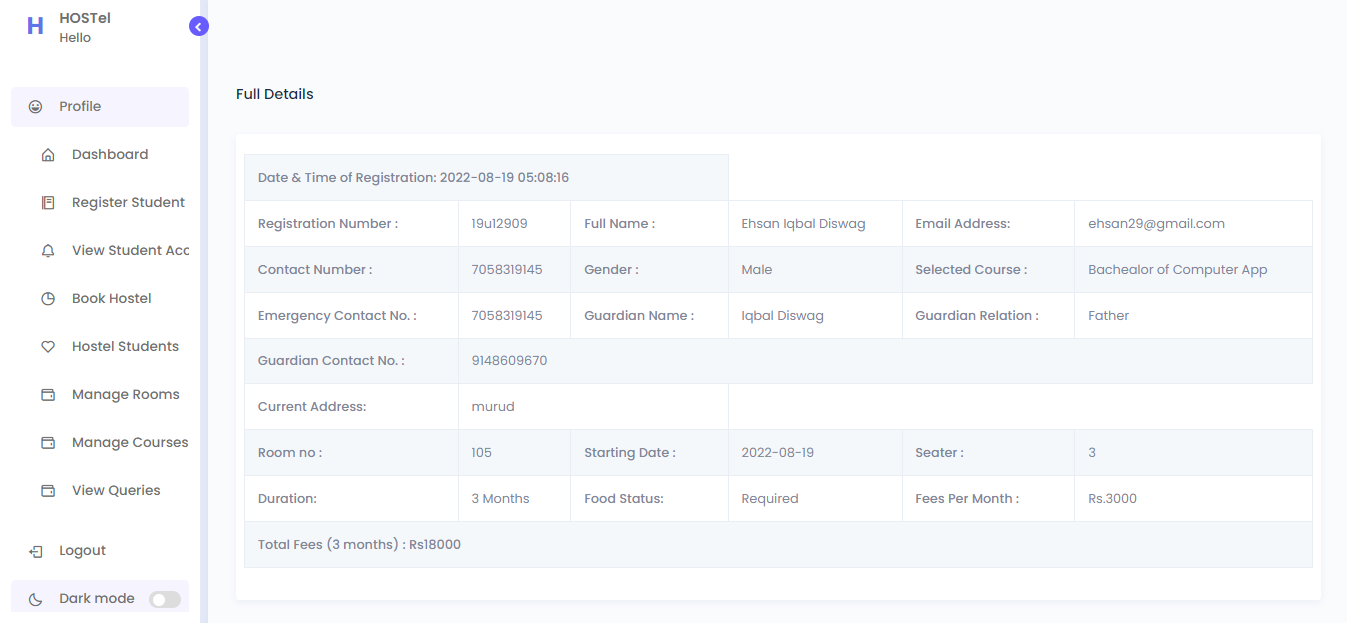 H
HOSTel
Hello
Profile
Dashboard
Register Student
View Student Acc
Book Hostel
Hostel Students
Manage Rooms
Manage Courses
View Queries
Logout
Dark mode
Full Details
Date & Time of Registration: 2022-08-19 05:08:16
Registration Number : 19u12909 Full Name : Ehsan Iqbal Diswag Email Address: ehsan29@gmail.com
Contact Number : 7058319145 Gender : Male Selected Course : Bachealor of Computer App
Emergency Contact No. : 7058319145 Guardian Name : Iqbal Diswag Guardian Relation : Father
Guardian Contact No. : 9148609670
Current Address: murud
Room no : 105 Starting Date : 2022-08-19 Seater : 3
Duration: 3 Months Food Status: Required Fees Per Month : Rs.3000
Total Fees (3 months) : Rs18000